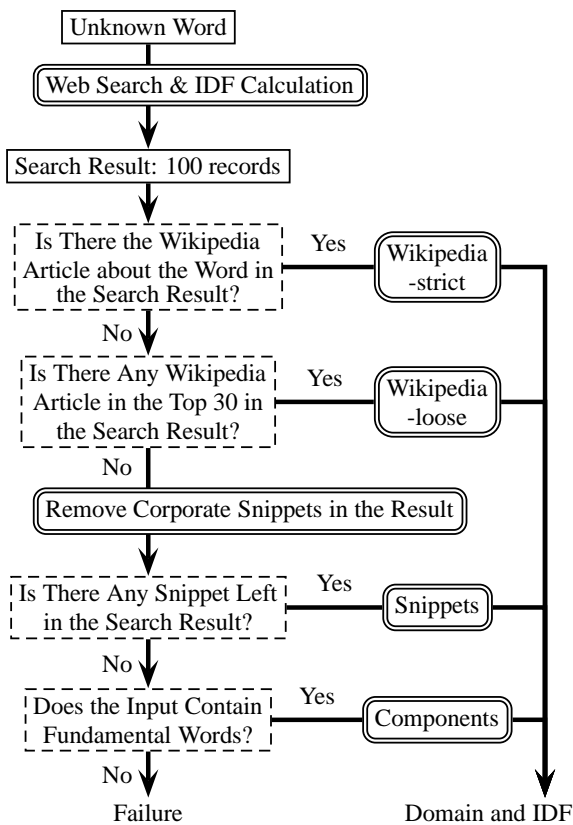 Unknown Word
Web Search & IDF Calculation
Search Result: 100 records
Is There the Wikipedia
Article about the Word in
the Search Result?
Yes
Wikipedia
-strict
No
Is There Any Wikipedia
Article in the Top 30 in
the Search Result?
Yes
Wikipedia
-loose
No
Remove Corporate Snippets in the Result
Is There Any Snippet Left
in the Search Result?
Yes
Snippets
No
Does the Input Contain
Fundamental Words?
Yes
Components
No
Failure
Domain and IDF